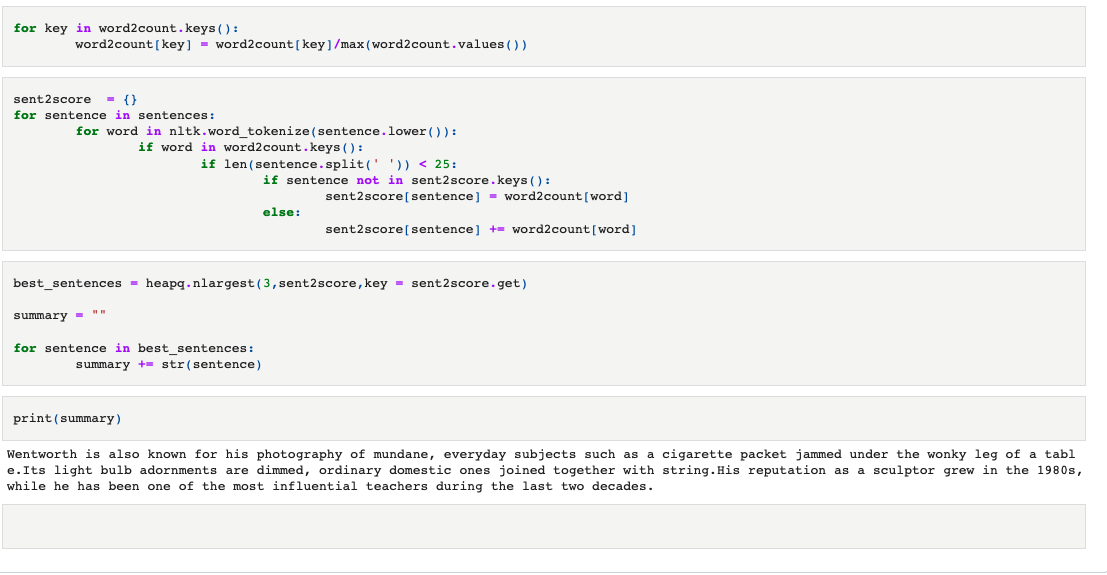 for key in word2count.keys():
        word2count[key] = word2count[key]/max(word2count.values())
sent2score  = {}
for sentence in sentences:
        for word in nltk.word_tokenize(sentence.lower()):
                if word in word2count.keys():
                        if len(sentence.split(' ')) < 25:
                                if sentence not in sent2score.keys():
                                        sent2score[sentence] = word2count[word]
                                else:
                                        sent2score[sentence] += word2count[word]
best_sentences = heapq.nlargest(3,sent2score,key = sent2score.get)
summary = ""
for sentence in best_sentences:
        summary += str(sentence)
print(summary)
Wentworth is also known for his photography of mundane, everyday subjects such as a cigarette packet jammed under the wonky leg of a tabl
e.Its light bulb adornments are dimmed, ordinary domestic ones joined together with string.His reputation as a sculptor grew in the 1980s,
while he has been one of the most influential teachers during the last two decades.